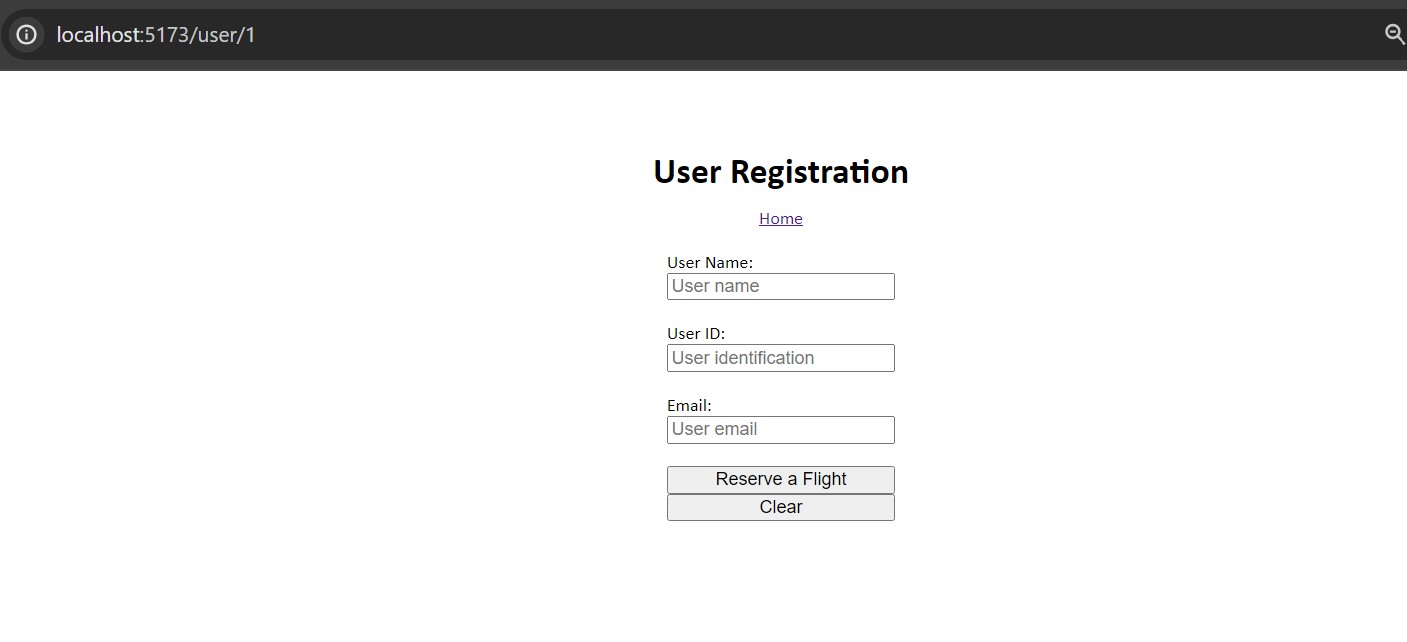 localhost:5173/user/1
User Registration
Home
User Name:
User name
User ID:
User identification
Email:
User email
Reserve a Flight
Clear